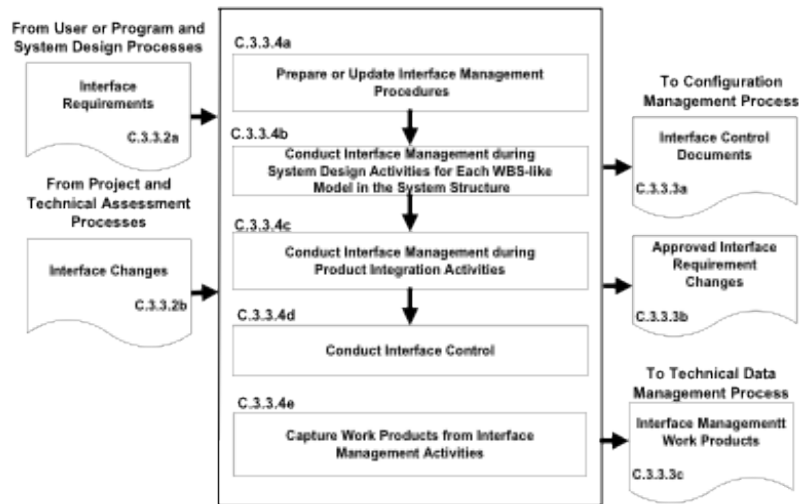 From User or Program and
System Design Processes
Interface
Requirements
C.3.3.2a
From Project and
Technical Assessment
Processes
Interface Changes
C.3.3.2b
C.3.3.4a
Prepare or Update Interface Management
Procedures
C.3.3.4b
Conduct Interface Management during
System Design Activities for Each WBS-like
Model in the System Structure
C.3.3.4c
Conduct Interface Management during
Product Integration Activities
C.3.3.4d
Conduct Interface Control
C.3.3.4e
Capture Work Products from Interface
Management Activities
To Configuration
Management Process
Interface Control
Documents
C.3.3.3a
Approved Interface
Requirement
Changes
C.3.3.3b
To Technical Data
Management Process
Interface Managementt
Work Products
C.3.3.3c